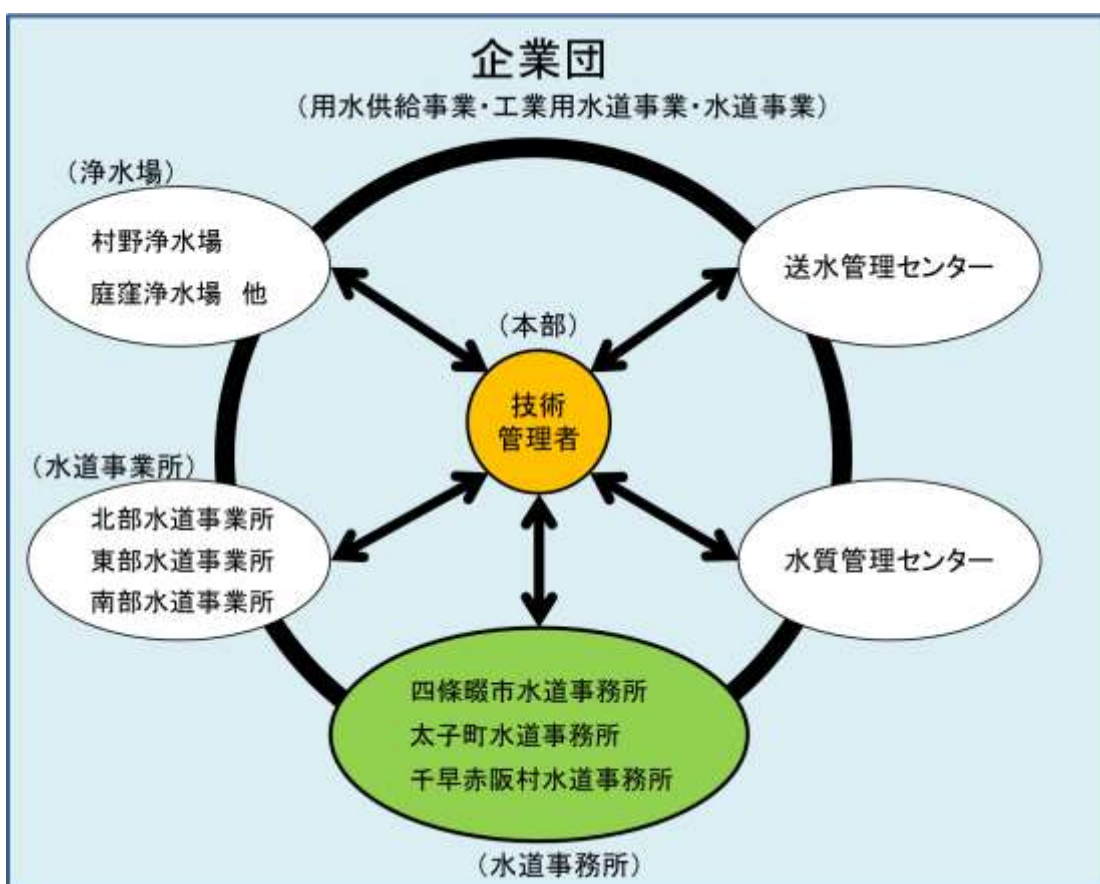 企業団
（用水供給事業・工業用水道事業・水道事業）
（浄水場）
村野浄水場
庭窪浄水場　他
送水管理センター
（本部）
技術
管理者
（水道事業所）
北部水道事業所
東部水道事業所
南部水道事業所
水質管理センター
四條畷市水道事務所
太子町水道事務所
千早赤阪村水道事務所
（水道事務所）